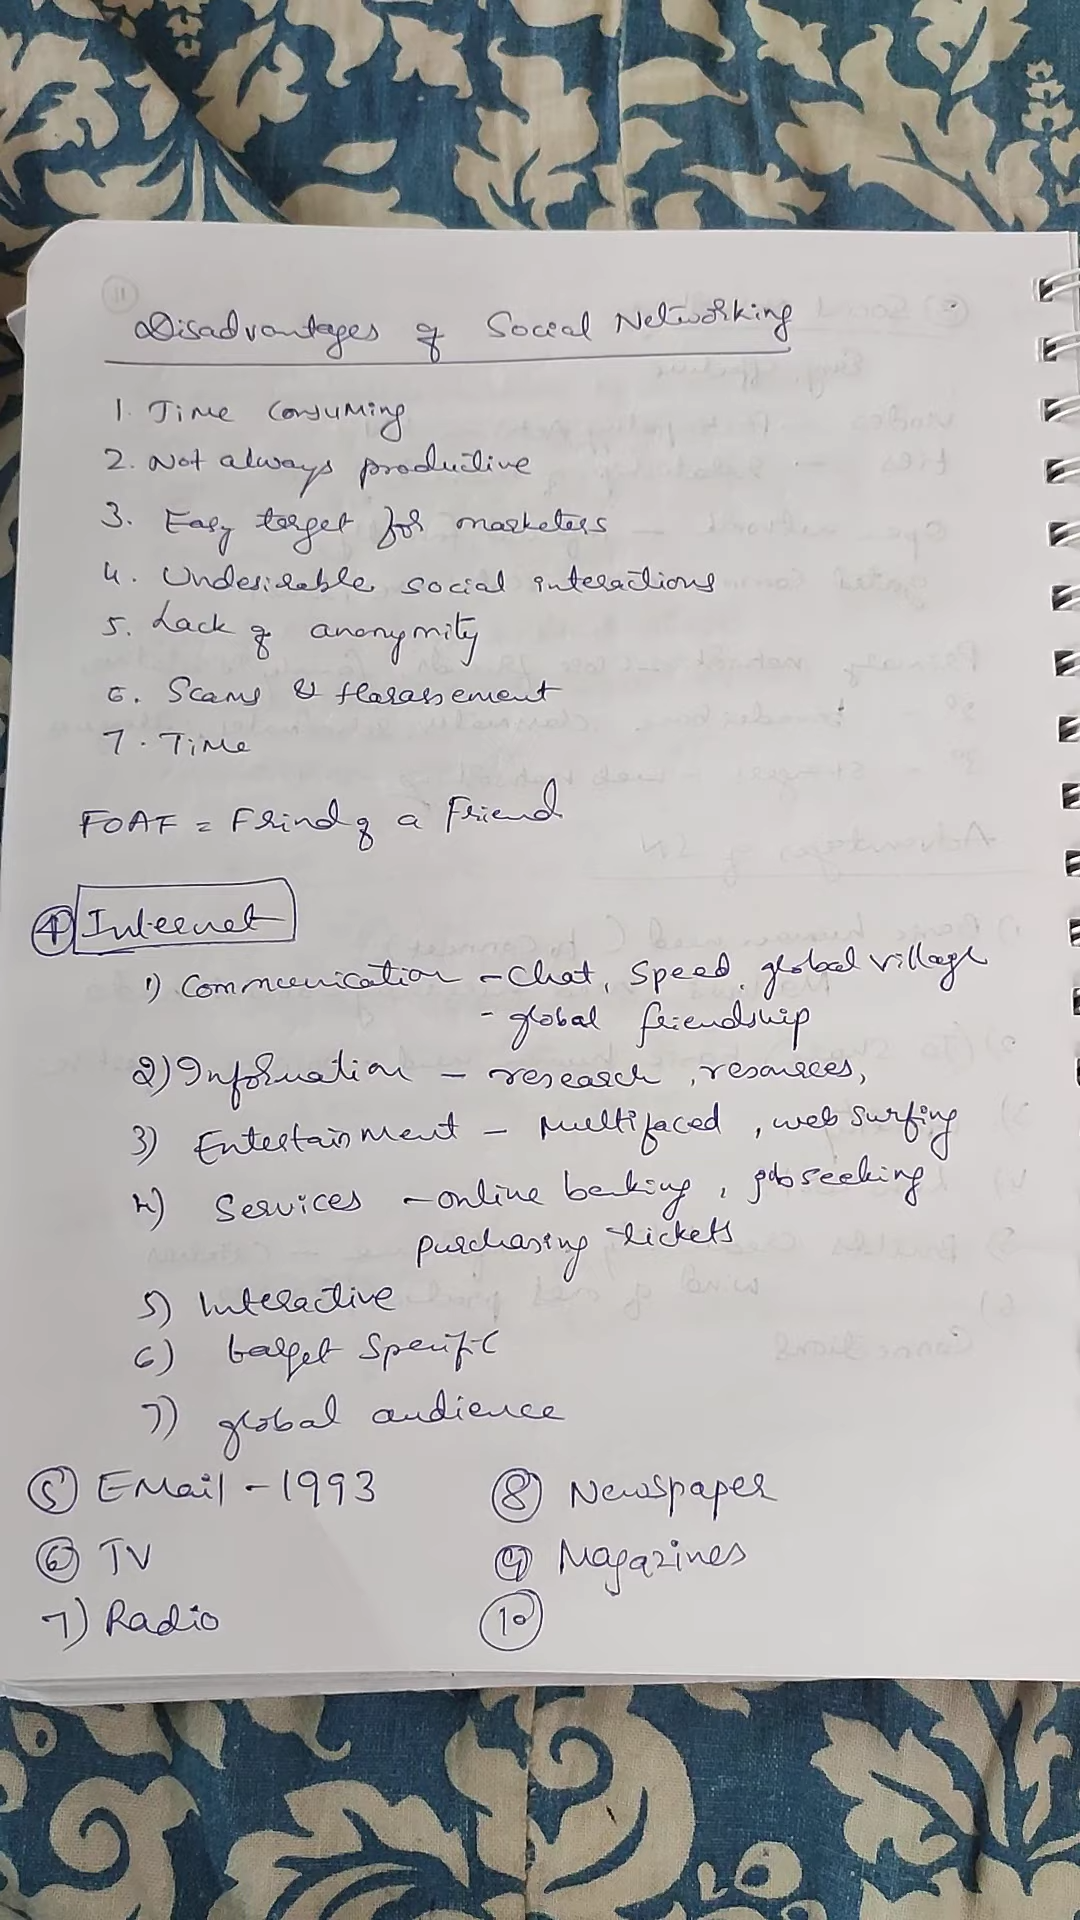 11
Disadvantages of Social Networking
1. Time Consuming
2. Not always productive
3. Easy target for marketers
4. Undesirable social interactions
5. Lack of anonymity
6. Scams & Harassement
7. Time
FOAF = Frind of a Friend
4 Internet
1) Communication - Chat, Speed, global village
- global friendship
2) Information - research, resources,
3) Entertainment - Multifaced, web surfing
4) Services - online banking, job seeking
purchasing tickets
5) Interactive
6) target Specific
7) global audience
5 EMail - 1993
6 TV
7) Radio
8 Newspaper
9 Magazines
10